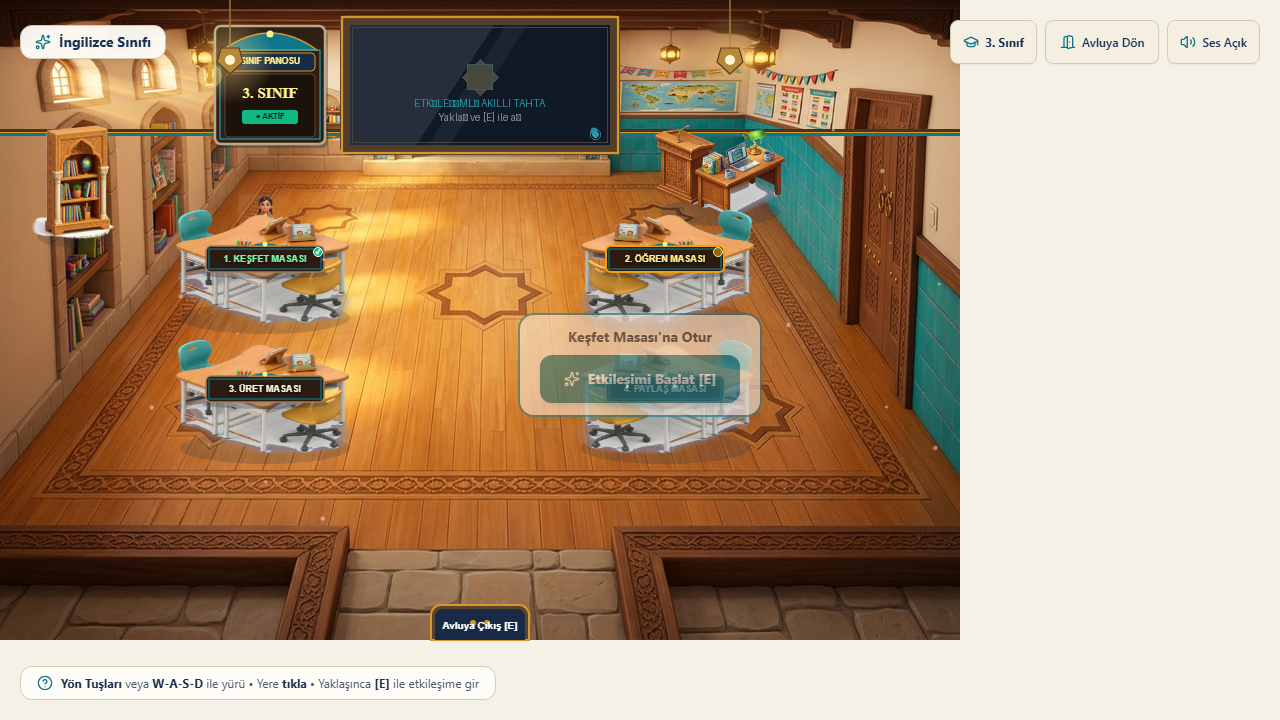 İngilizce Sınıfı
SINIF PANOSU
3. SINIF
• AKTİF
AKILLI TAHTA
ve [E] ile
3. Sınıf
Avluya Dön
Ses Açık
1. KEŞFET MASASI
2. ÖĞREN MASASI
Keşfet Masası'na Otur
Etkileşimi Başlat [E]
3. ÜRET MASASI
4. PAYLAŞ MASASI
Avluya Çıkış [E]
Yön Tuşları veya W-A-S-D ile yürü • Yere tıkla • Yaklaşınca [E] ile etkileşime gir